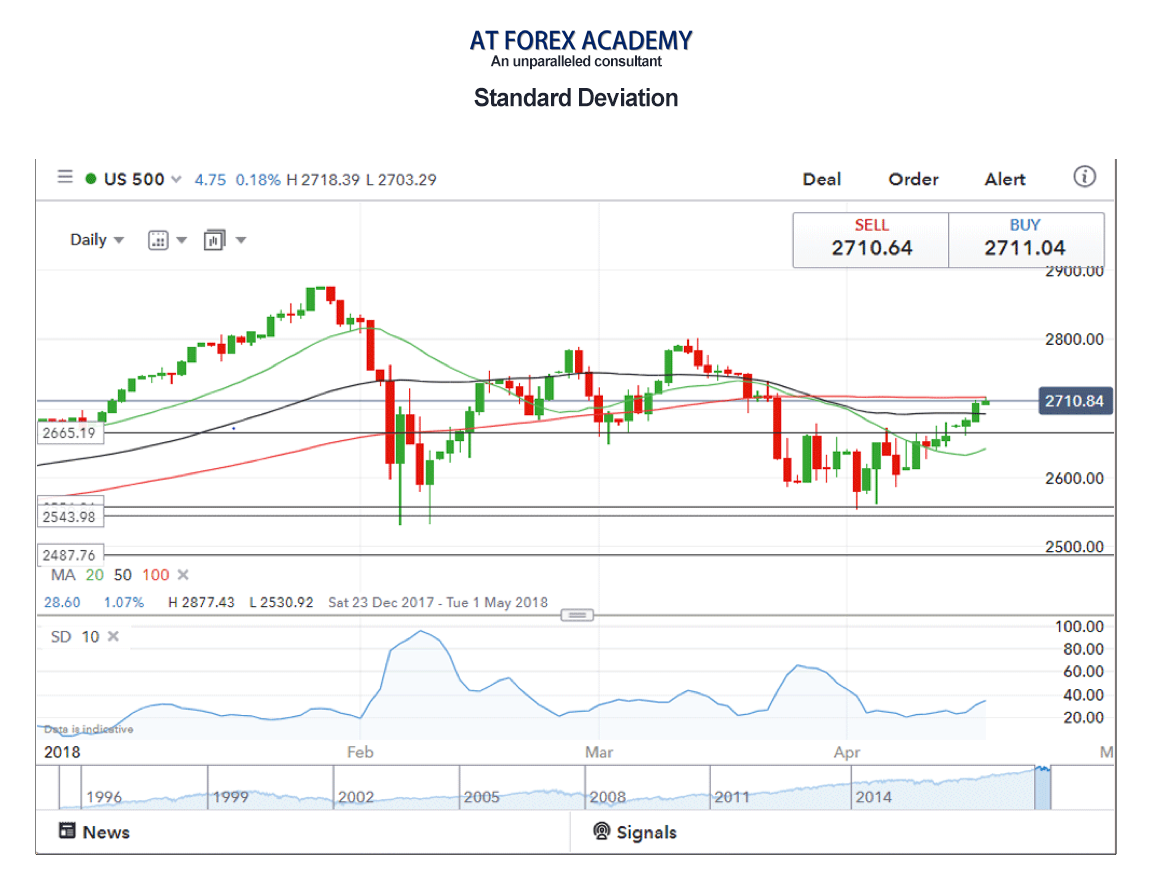 AT FOREX ACADEMY
An unparalleled consultant
Standard Deviation
US 500 4.75 0.18% H 2718.39 L 2703.29 Deal Order Alert
Daily
SELL BUY
2710.64 2711.04
2900.00
2800.00
2710.84
2665.19
2600.00
2543.98
2500.00
2487.76
MA 20 50 100
28.60 1.07% H 2877.43 L 2530.92 Sat 23 Dec 2017 - Tue 1 May 2018
100.00
SD 10
80.00
60.00
40.00
20.00
Data is indicative
2018 Feb Mar Apr M
1996 1999 2002 2005 2008 2011 2014
News Signals